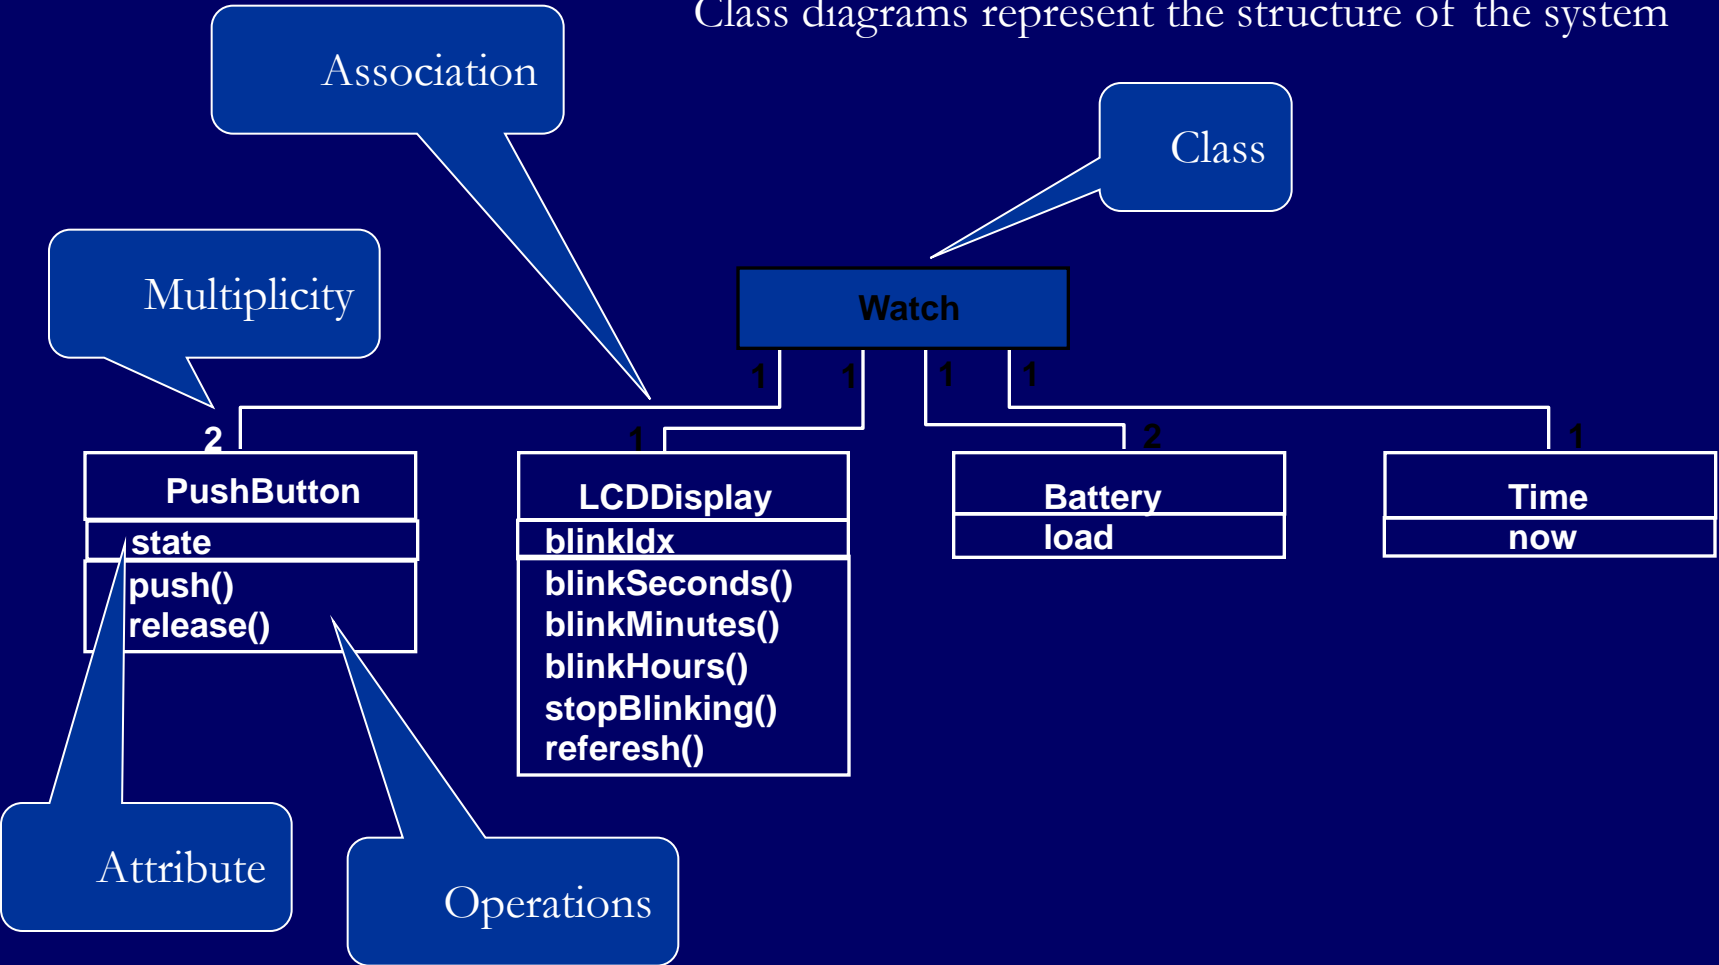 Class diagrams represent the structure of the system
Association
Class
Multiplicity
Watch
1 1 1 1
2 1 2 1
PushButton
state
push()
release()
LCDDisplay
blinkIdx
blinkSeconds()
blinkMinutes()
blinkHours()
stopBlinking()
referesh()
Battery
load
Time
now
Attribute
Operations